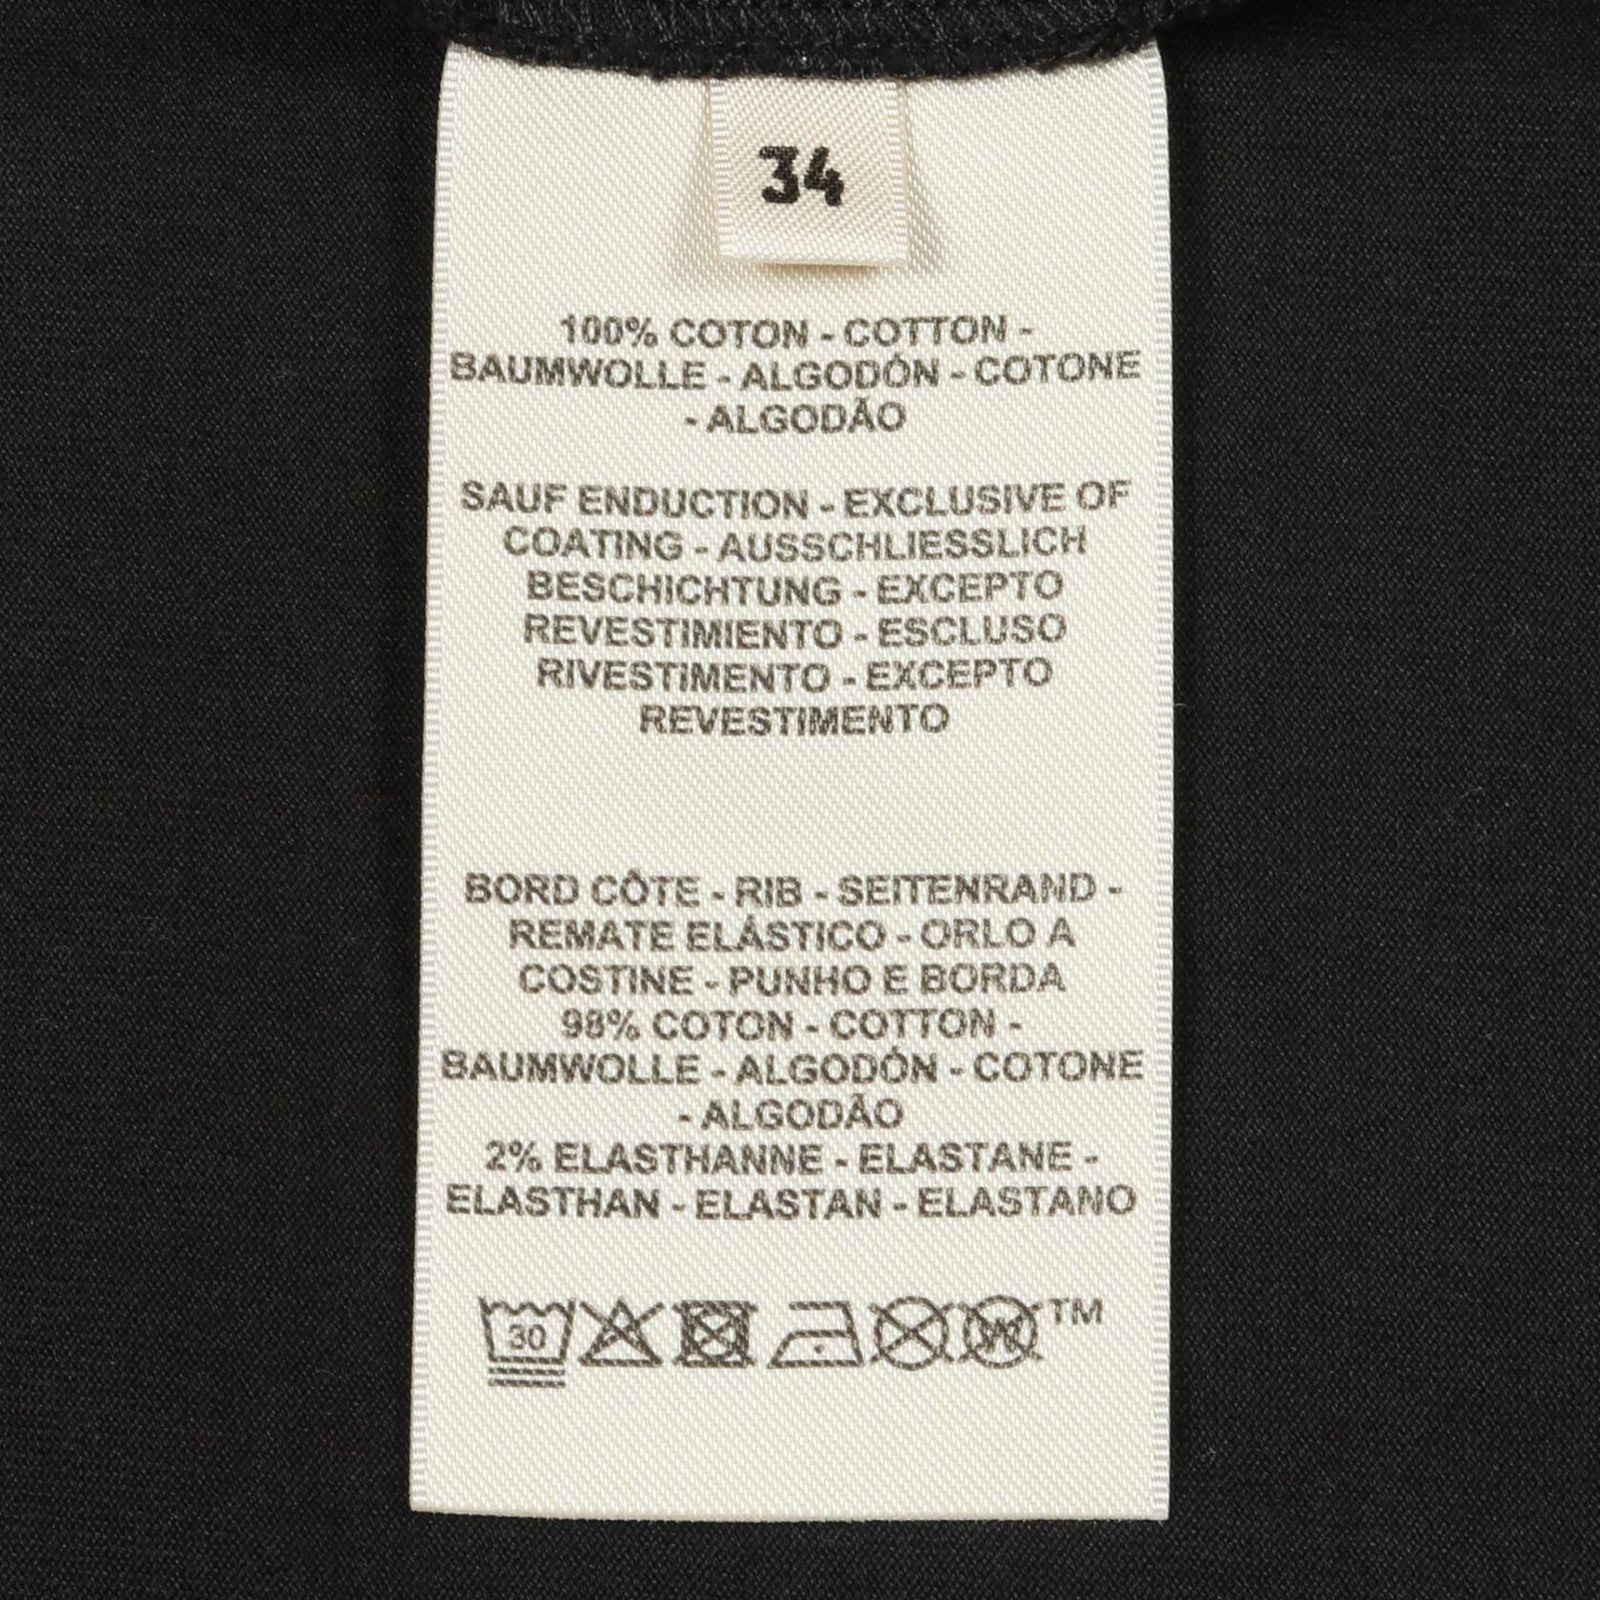 34
100% COTON - COTTON -
BAUMWOLLE - ALGODÓN - COTONE
- ALGODÃO
SAUF ENDUCTION - EXCLUSIVE OF
COATING - AUSSCHLIESSLICH
BESCHICHTUNG - EXCEPTO
REVESTIMIENTO - ESCLUSO
RIVESTIMENTO - EXCEPTO
REVESTIMENTO
BORD CÔTE - RIB - SEITENRAND -
REMATE ELÁSTICO - ORLO A
COSTINE - PUNHO E BORDA
98% COTON - COTTON -
BAUMWOLLE - ALGODÓN - COTONE
- ALGODÃO
2% ELASTHANNE - ELASTANE -
ELASTHAN - ELASTAN - ELASTANO
30 W TM